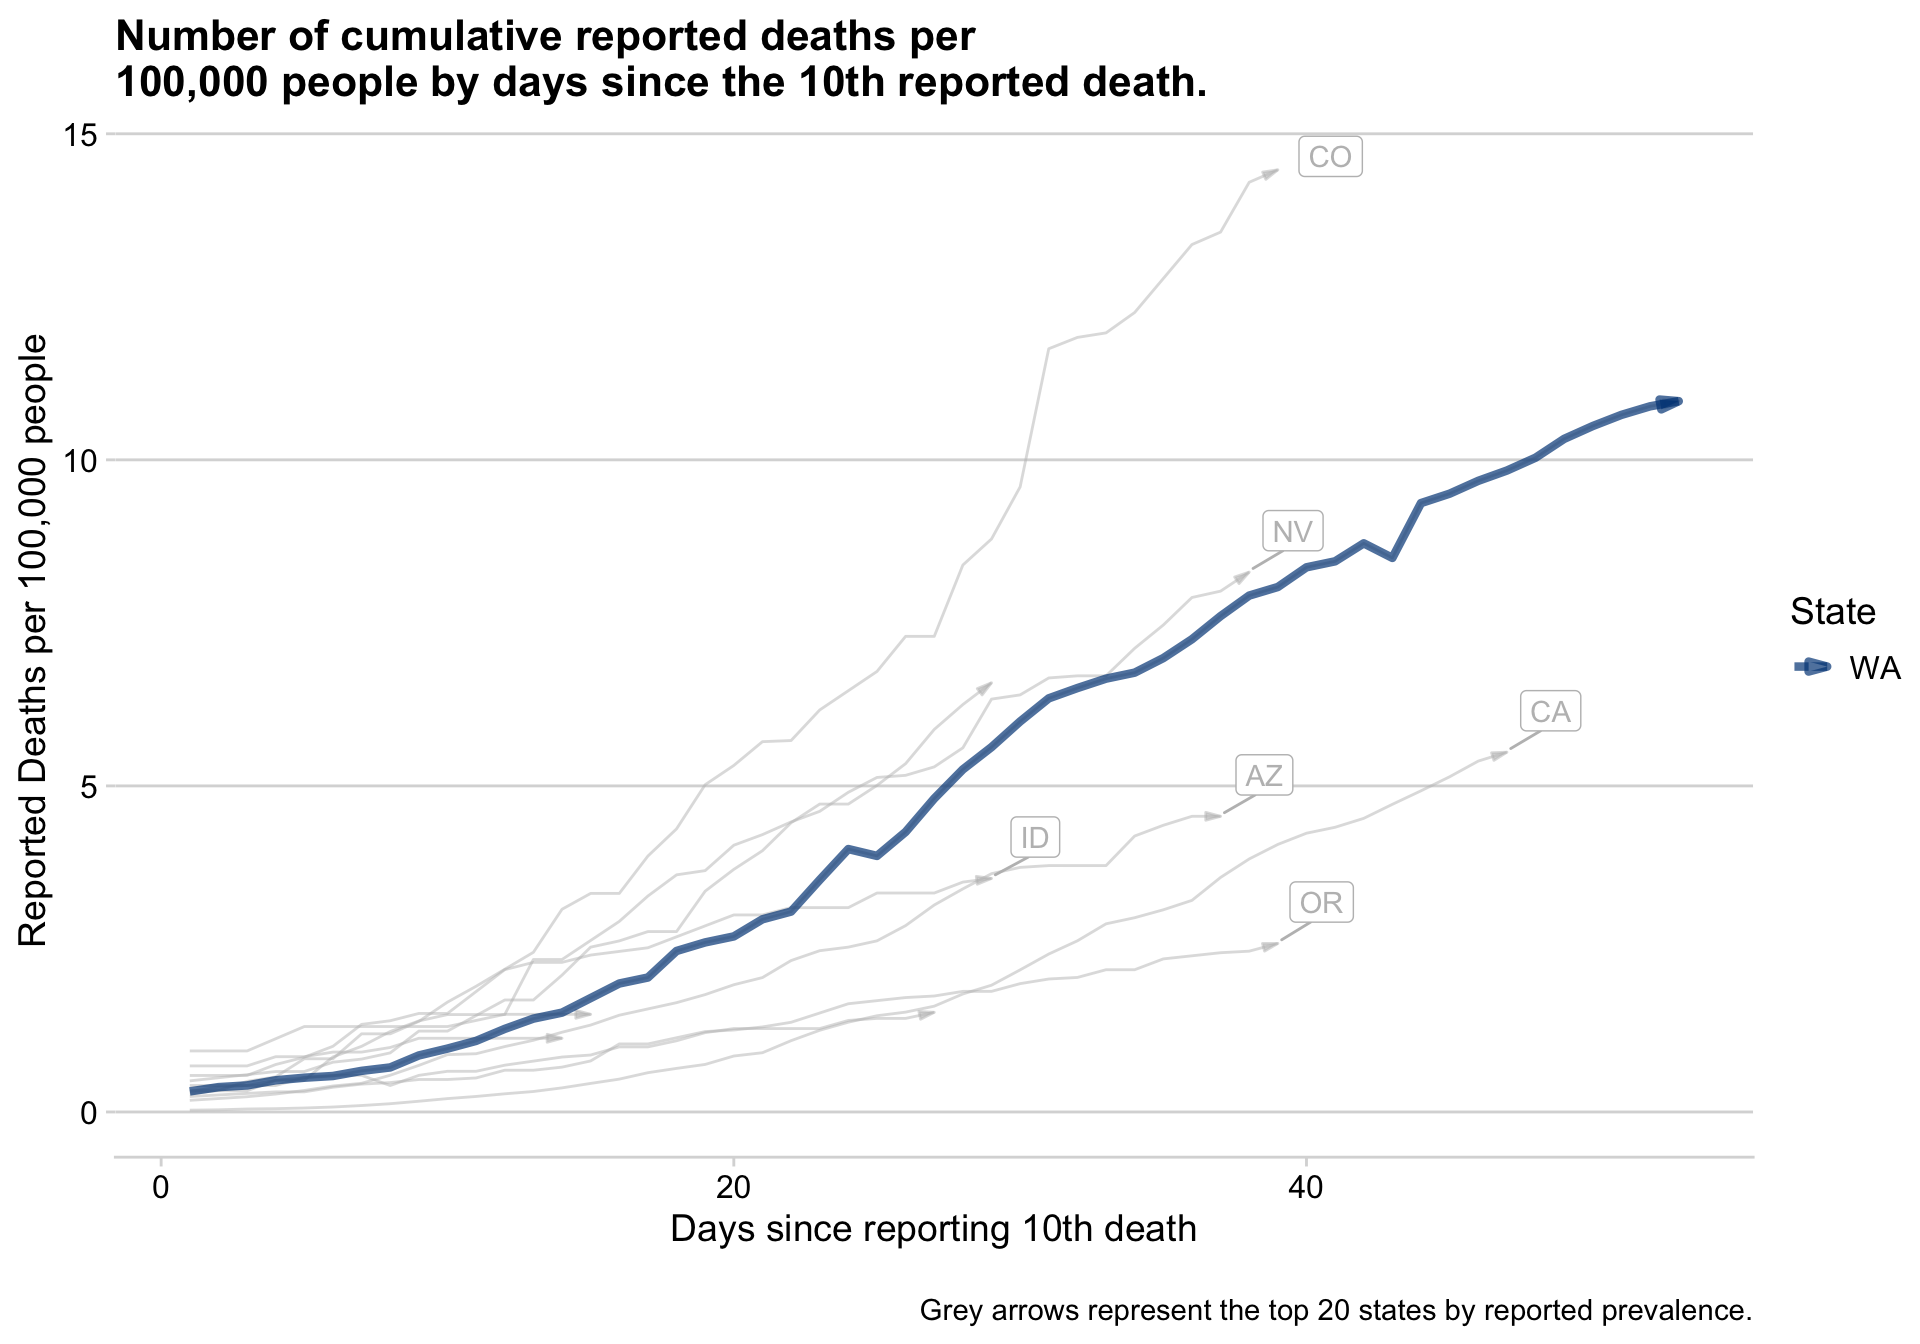 Number of cumulative reported deaths per
100,000 people by days since the 10th reported death.
Reported Deaths per 100,000 people
15
10
5
0
CO
NV
CA
AZ
ID
OR
State
WA
0 20 40
Days since reporting 10th death
Grey arrows represent the top 20 states by reported prevalence.